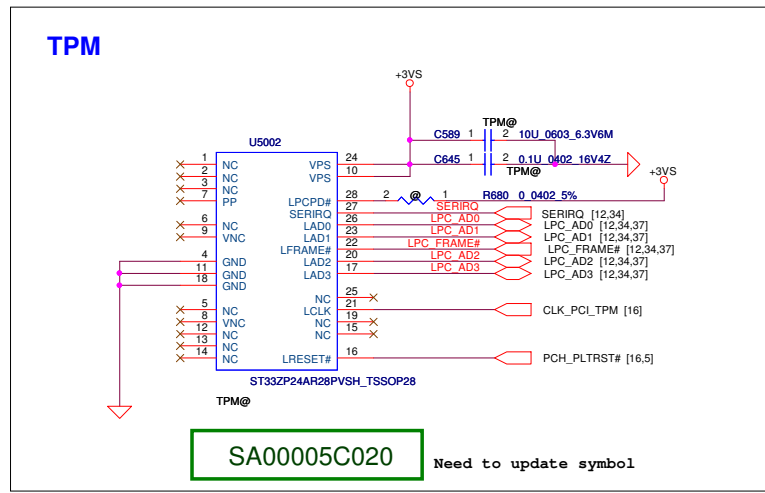 TPM
+3VS
TPM@
C589 1 2 10U_0603_6.3V6M
U5002
C645 1 2 0.1U_0402_16V4Z
TPM@
+3VS
1 NC VPS 24
2 NC VPS 10
3 NC
7 PP LPCPD# 28 2 @ 1 R680 0_0402_5%
SERIRQ 27 SERIRQ SERIRQ [12,34]
6 NC LAD0 26 LPC_AD0 LPC_AD0 [12,34,37]
9 VNC LAD1 23 LPC_AD1 LPC_AD1 [12,34,37]
LFRAME# 22 LPC_FRAME# LPC_FRAME# [12,34,37]
4 GND LAD2 20 LPC_AD2 LPC_AD2 [12,34,37]
11 GND LAD3 17 LPC_AD3 LPC_AD3 [12,34,37]
18 GND
NC 25
5 NC LCLK 21 CLK_PCI_TPM [16]
8 VNC NC 19
12 NC NC 15
13 NC
14 NC LRESET# 16 PCH_PLTRST# [16,5]
ST33ZP24AR28PVSH_TSSOP28
TPM@
SA00005C020 Need to update symbol